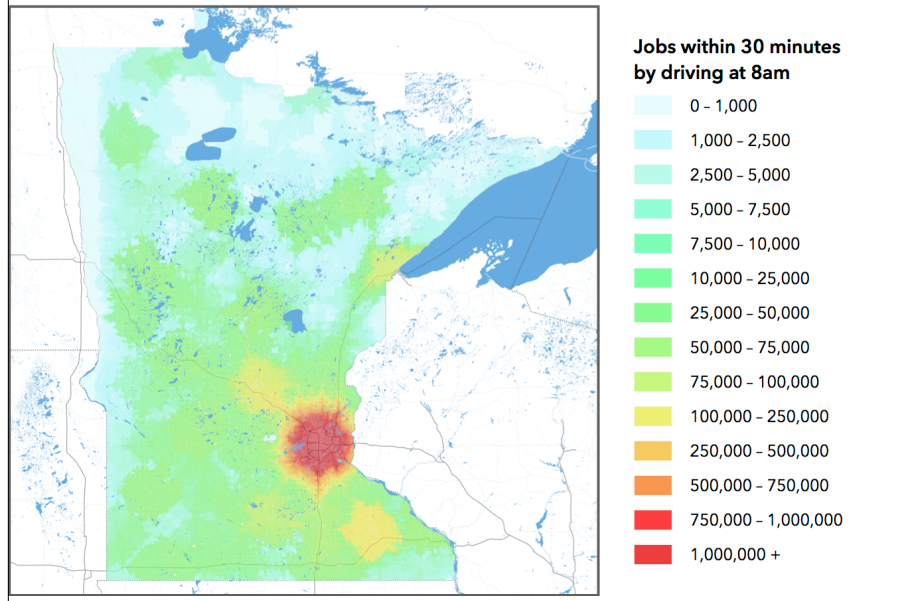 Jobs within 30 minutes
by driving at 8am
0 – 1,000
1,000 – 2,500
2,500 – 5,000
5,000 – 7,500
7,500 – 10,000
10,000 – 25,000
25,000 – 50,000
50,000 – 75,000
75,000 – 100,000
100,000 – 250,000
250,000 – 500,000
500,000 – 750,000
750,000 – 1,000,000
1,000,000 +